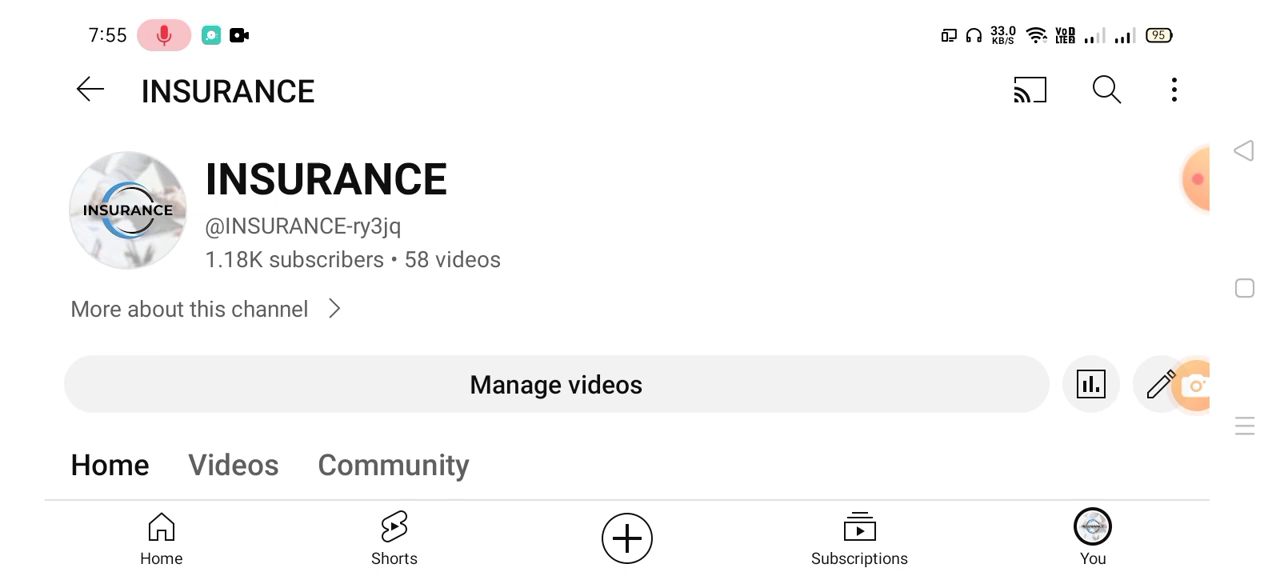 7:55
33.0
KB/S
Vo
LTE
95
INSURANCE
INSURANCE
INSURANCE
@INSURANCE-ry3jq
1.18K subscribers • 58 videos
More about this channel
Manage videos
Home Videos Community
Home Shorts Subscriptions You